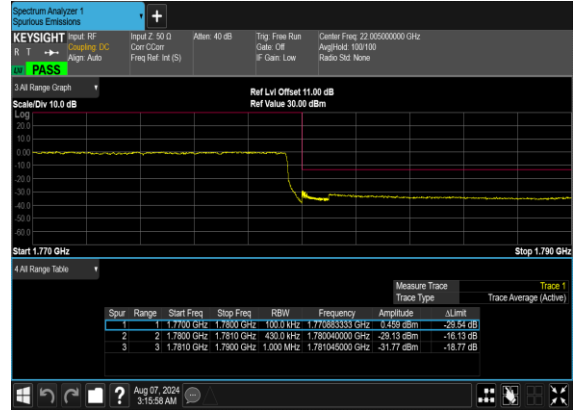 Spectrum Analyzer 1
Spurious Emissions
KEYSIGHT Input: RF Input Z: 50 Ω Atten: 40 dB Trig: Free Run Center Freq: 22.005000000 GHz
R T Coupling: DC Corr CCorr Gate: Off Avg|Hold: 100/100
Align: Auto Freq Ref: Int (S) IF Gain: Low Radio Std: None
PASS
3 All Range Graph
Ref Lvl Offset 11.00 dB
Scale/Div 10.0 dB Ref Value 30.00 dBm
Log
20.0
10.0
0.00
-10.0
-20.0
-30.0
-40.0
-50.0
-60.0
Start 1.770 GHz Stop 1.790 GHz
4 All Range Table
Measure Trace Trace 1
Trace Type Trace Average (Active)
Spur Range Start Freq Stop Freq RBW Frequency Amplitude ΔLimit
1 1 1.7700 GHz 1.7800 GHz 100.0 kHz 1.770883333 GHz 0.459 dBm -29.54 dB
2 2 1.7800 GHz 1.7810 GHz 430.0 kHz 1.780040000 GHz -29.13 dBm -16.13 dB
3 3 1.7810 GHz 1.7900 GHz 1.000 MHz 1.781045000 GHz -31.77 dBm -18.77 dB
Aug 07, 2024
3:15:58 AM